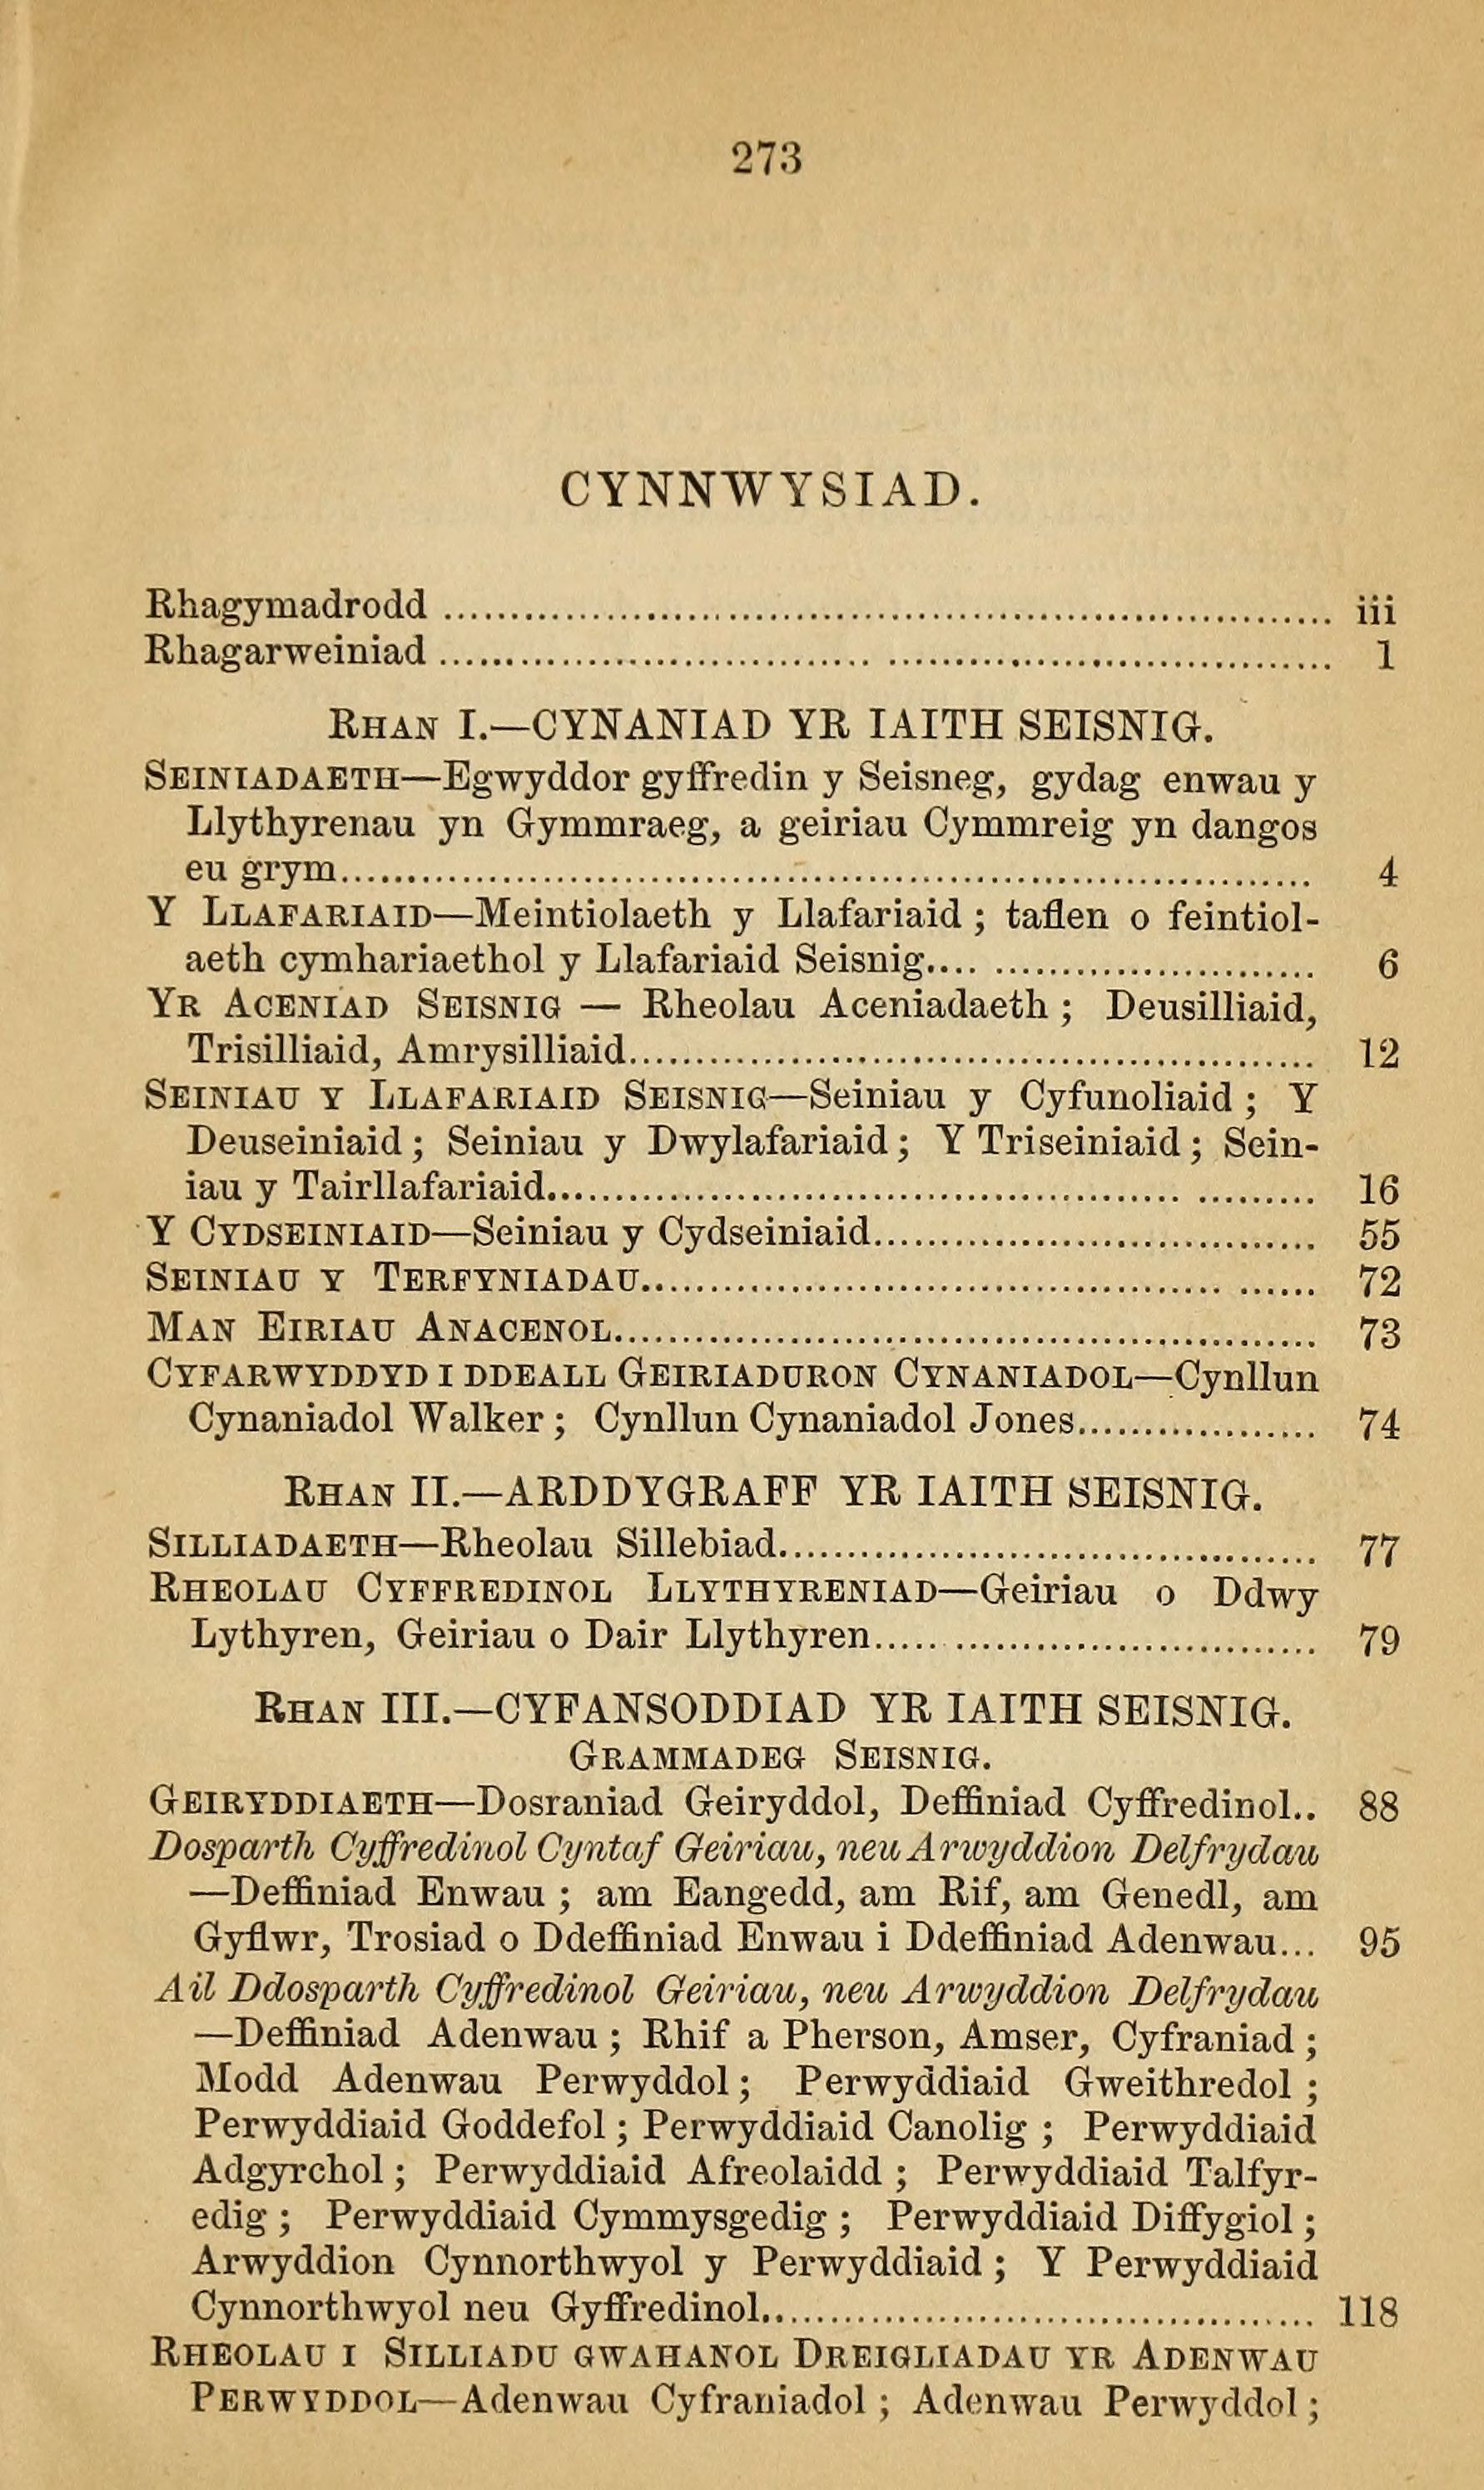 273
CYNNWYSIAD.
Rhagymadrodd ........................................................ iii
Rhagarweiniad ........................................................ 1
RHAN I.—CYNANIAD YR IAITH SEISNIG.
SEINIADAETH—Egwyddor gyffredin y Seisneg, gydag enwau y
Llythyrenau yn Gymmraeg, a geiriau Cymmreig yn dangos
eu grym........................................................ 4
Y LLAFARIAID—Meintiolaeth y Llafariaid; taflen o feintiol-
aeth cymhariaethol y Llafariaid Seisnig............................ 6
YR ACENIAD SEISNIG — Rheolau Aceniadaeth; Deusilliaid,
Trisilliaid, Amrysilliaid.................................................... 12
SEINIAU Y LLAFARIAID SEISNIG—Seiniau y Cyfunoliaid; Y
Deuseiniaid; Seiniau y Dwylafariaid; Y Triseiniaid; Sein-
iau y Tairllafariaid........................................................ 16
Y CYDSEINIAID—Seiniau y Cydseiniaid................................ 55
SEINIAU Y TERFYNIADAU.................................................. 72
MAN EIRIAU ANACENOL.................................................... 73
CYFARWYDDYD I DDEALL GEIRIADURON CYNANIADOL—Cynllun
Cynaniadol Walker; Cynllun Cynaniadol Jones.................. 74
RHAN II.—ARDDYGRAFF YR IAITH SEISNIG.
SILLIADAETH—Rheolau Sillebiad........................................ 77
RHEOLAU CYFFREDINOL LLYTHYRENIAD—Geiriau o Ddwy
Lythyren, Geiriau o Dair Llythyren................................ 79
RHAN III.—CYFANSODDIAD YR IAITH SEISNIG.
GRAMMADEG SEISNIG.
GEIRYDDIAETH—Dosraniad Geiryddol, Deffiniad Cyffredinol.. 88
Dosparth Cyffredinol Cyntaf Geiriau, neu Arwyddion Delfrydau
—Deffiniad Enwau; am Eangedd, am Rif, am Genedl, am
Gyflwr, Trosiad o Ddeffiniad Enwau i Ddeffiniad Adenwau... 95
Ail Ddosparth Cyffredinol Geiriau, neu Arwyddion Delfrydau
—Deffiniad Adenwau; Rhif a Pherson, Amser, Cyfraniad;
Modd Adenwau Perwyddol; Perwyddiaid Gweithredol;
Perwyddiaid Goddefol; Perwyddiaid Canolig; Perwyddiaid
Adgyrchol; Perwyddiaid Afreolaidd; Perwyddiaid Talfyr-
edig; Perwyddiaid Cymmysgedig; Perwyddiaid Diffygiol;
Arwyddion Cynnorthwyol y Perwyddiaid; Y Perwyddiaid
Cynnorthwyol neu Gyffredinol........................................ 118
RHEOLAU I SILLIADU GWAHANOL DREIGLIADAU YR ADENWAU
PERWYDDOL—Adenwau Cyfraniadol; Adenwau Perwyddol;